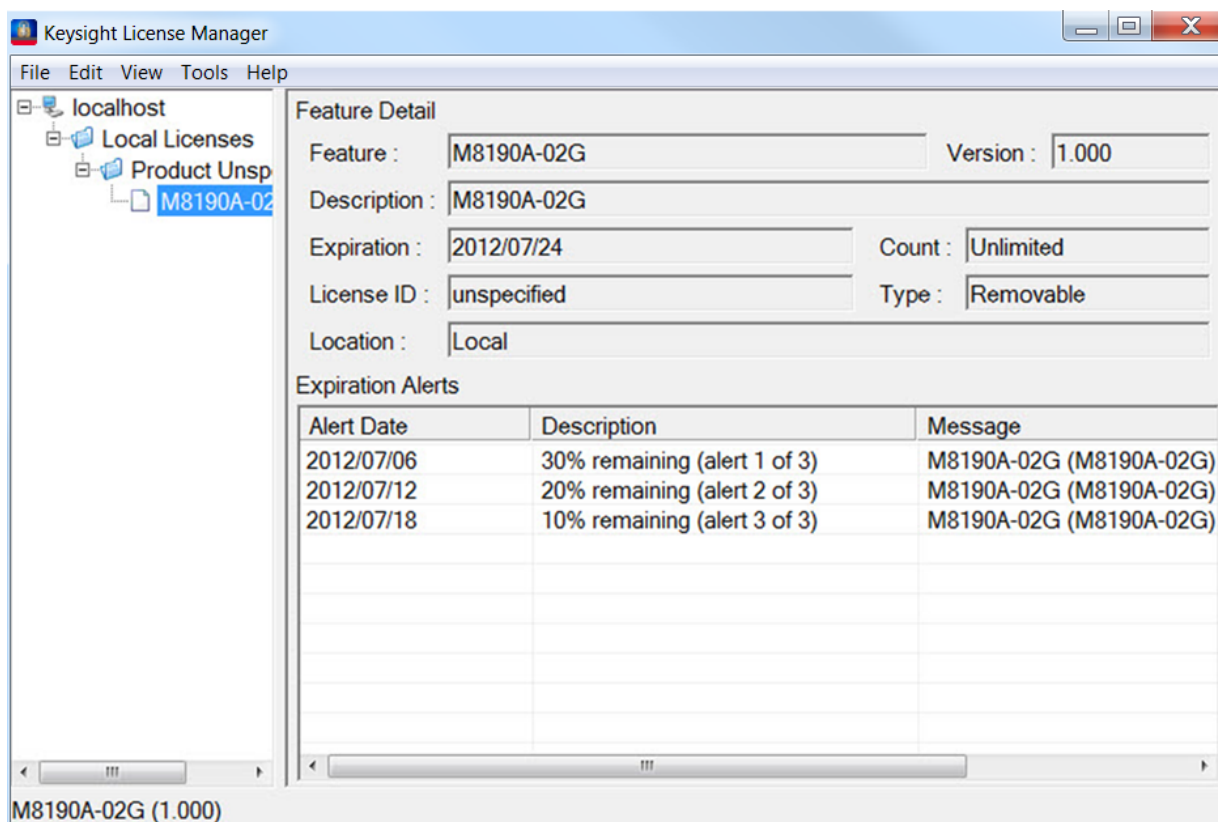 Keysight License Manager
File Edit View Tools Help
localhost
Local Licenses
Product Unsp
M8190A-02
Feature Detail
Feature : M8190A-02G Version : 1.000
Description : M8190A-02G
Expiration : 2012/07/24 Count : Unlimited
License ID : unspecified Type : Removable
Location : Local
Expiration Alerts
Alert Date Description Message
2012/07/06 30% remaining (alert 1 of 3) M8190A-02G (M8190A-02G)
2012/07/12 20% remaining (alert 2 of 3) M8190A-02G (M8190A-02G)
2012/07/18 10% remaining (alert 3 of 3) M8190A-02G (M8190A-02G)
M8190A-02G (1.000)